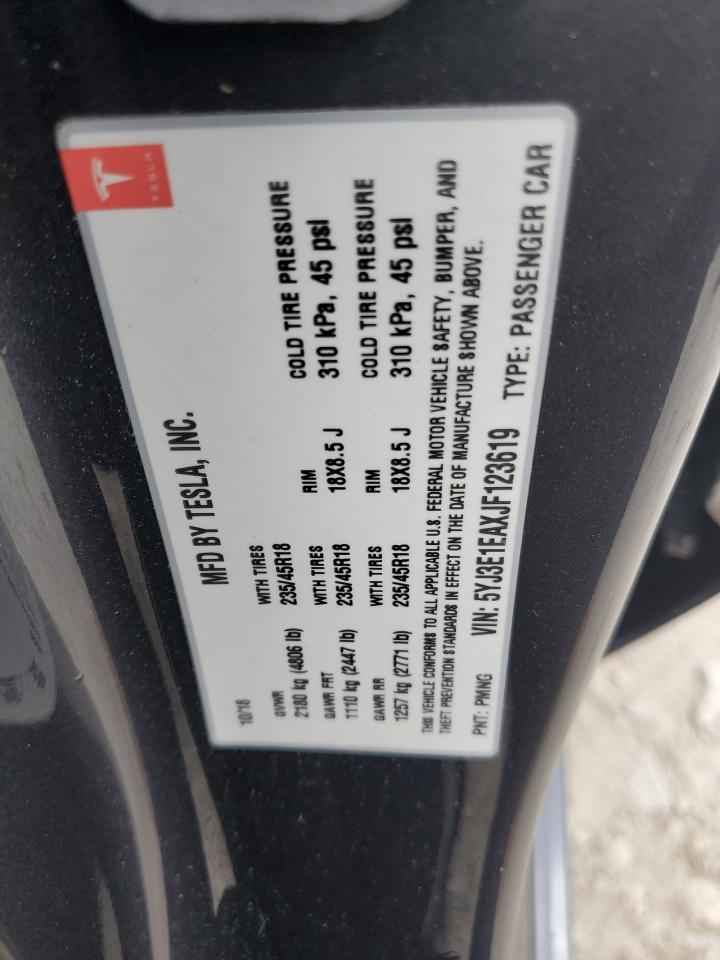 TESLA
MFD BY TESLA, INC.
10/18
GVWR WITH TIRES RIM COLD TIRE PRESSURE
2180 kg (4806 lb) 235/45R18
GAWR FRT WITH TIRES RIM COLD TIRE PRESSURE
1110 kg (2447 lb) 235/45R18 18X8.5 J 310 kPa, 45 psI
GAWR RR WITH TIRES RIM COLD TIRE PRESSURE
1257 kg (2771 lb) 235/45R18 18X8.5 J 310 kPa, 45 psI
THIS VEHICLE CONFORMS TO ALL APPLICABLE U.S. FEDERAL MOTOR VEHICLE SAFETY, BUMPER, AND
THEFT PREVENTION STANDARDS IN EFFECT ON THE DATE OF MANUFACTURE SHOWN ABOVE.
PNT: PMNG VIN: 5YJ3E1EAXJF123619 TYPE: PASSENGER CAR